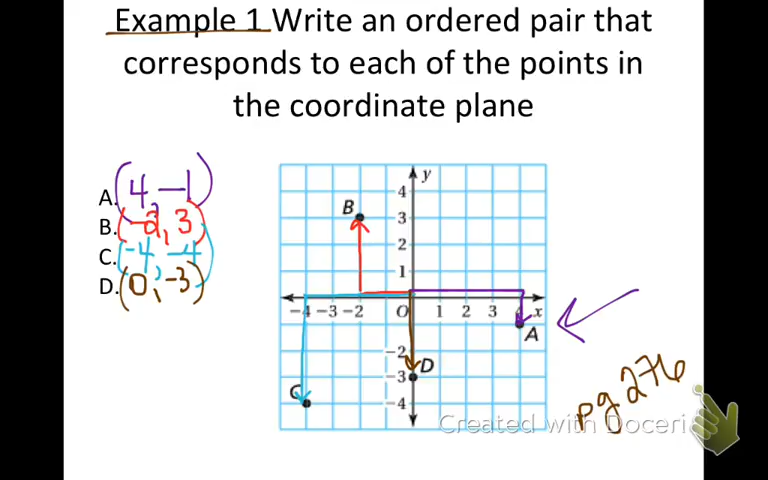 Example 1 Write an ordered pair that
corresponds to each of the points in
the coordinate plane
A. (4, -1)
B. (-2, 3)
C. (-4, -4)
D. (0, -3)
y
4
B
3
2
1
-4 -3 -2 O 1 2 3 x
A
-2
D
-3
C
-4
pg 276
Created with Doceri